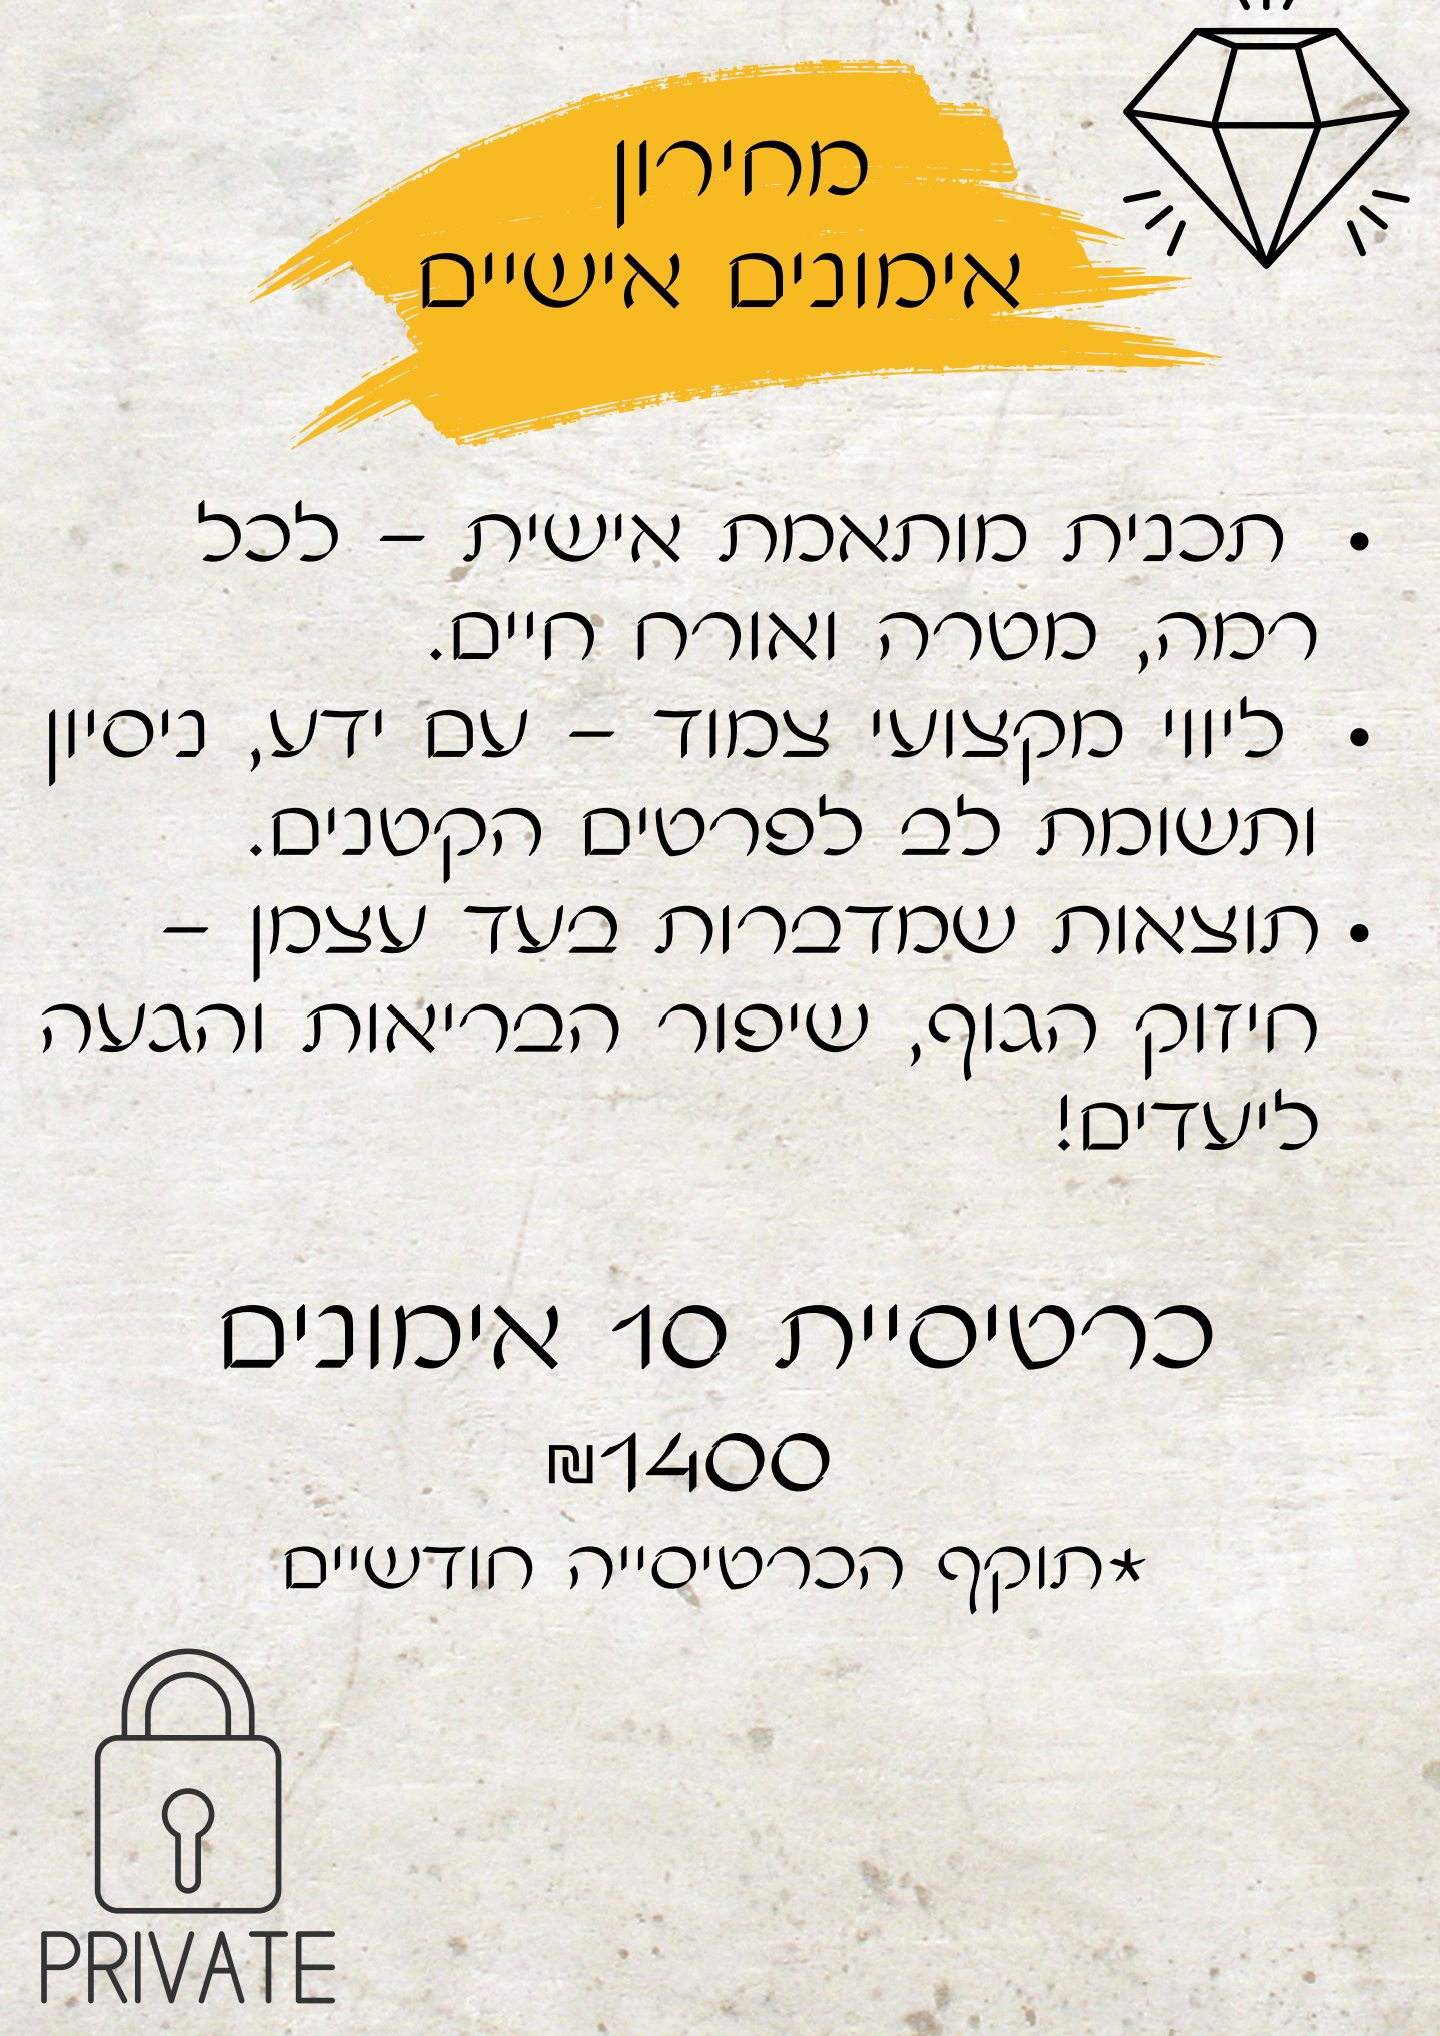 מחירון
אימונים אישיים
• תכנית מותאמת אישית – לכל
רמה, מטרה ואורח חיים.
• ליווי מקצועי צמוד – עם ידע, ניסיון
ותשומת לב לפרטים הקטנים.
• תוצאות שמדברות בעד עצמן –
חיזוק הגוף, שיפור הבריאות והגעה
ליעדים!
כרטיסיית 10 אימונים
₪1400
*תוקף הכרטיסייה חודשיים
PRIVATE